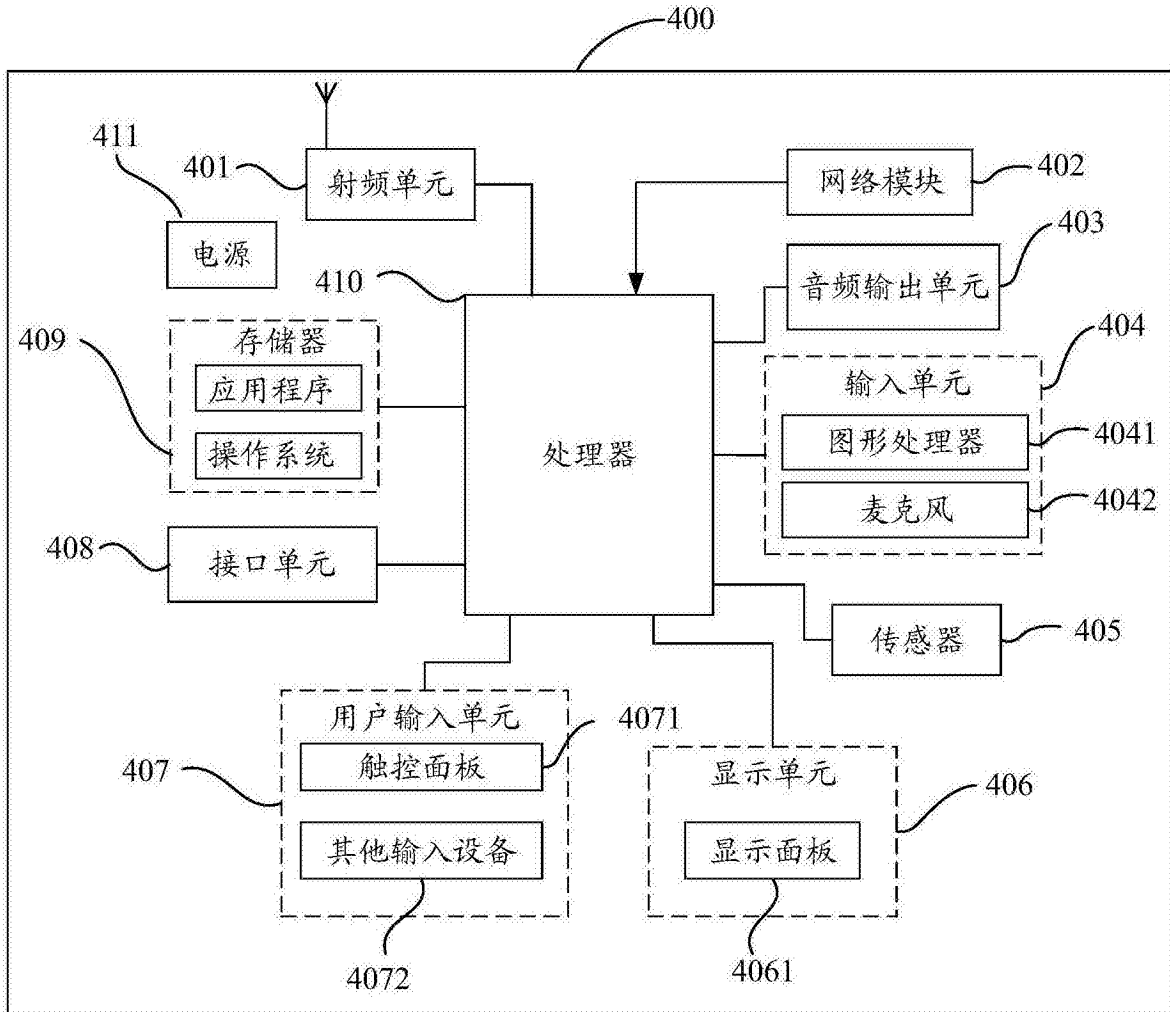 400
411
401
射频单元
网络模块
402
电源
403
410
音频输出单元
409
存储器
应用程序
操作系统
404
输入单元
图形处理器
4041
麦克风
4042
处理器
408
接口单元
传感器
405
407
用户输入单元
触控面板
4071
其他输入设备
4072
显示单元
406
显示面板
4061